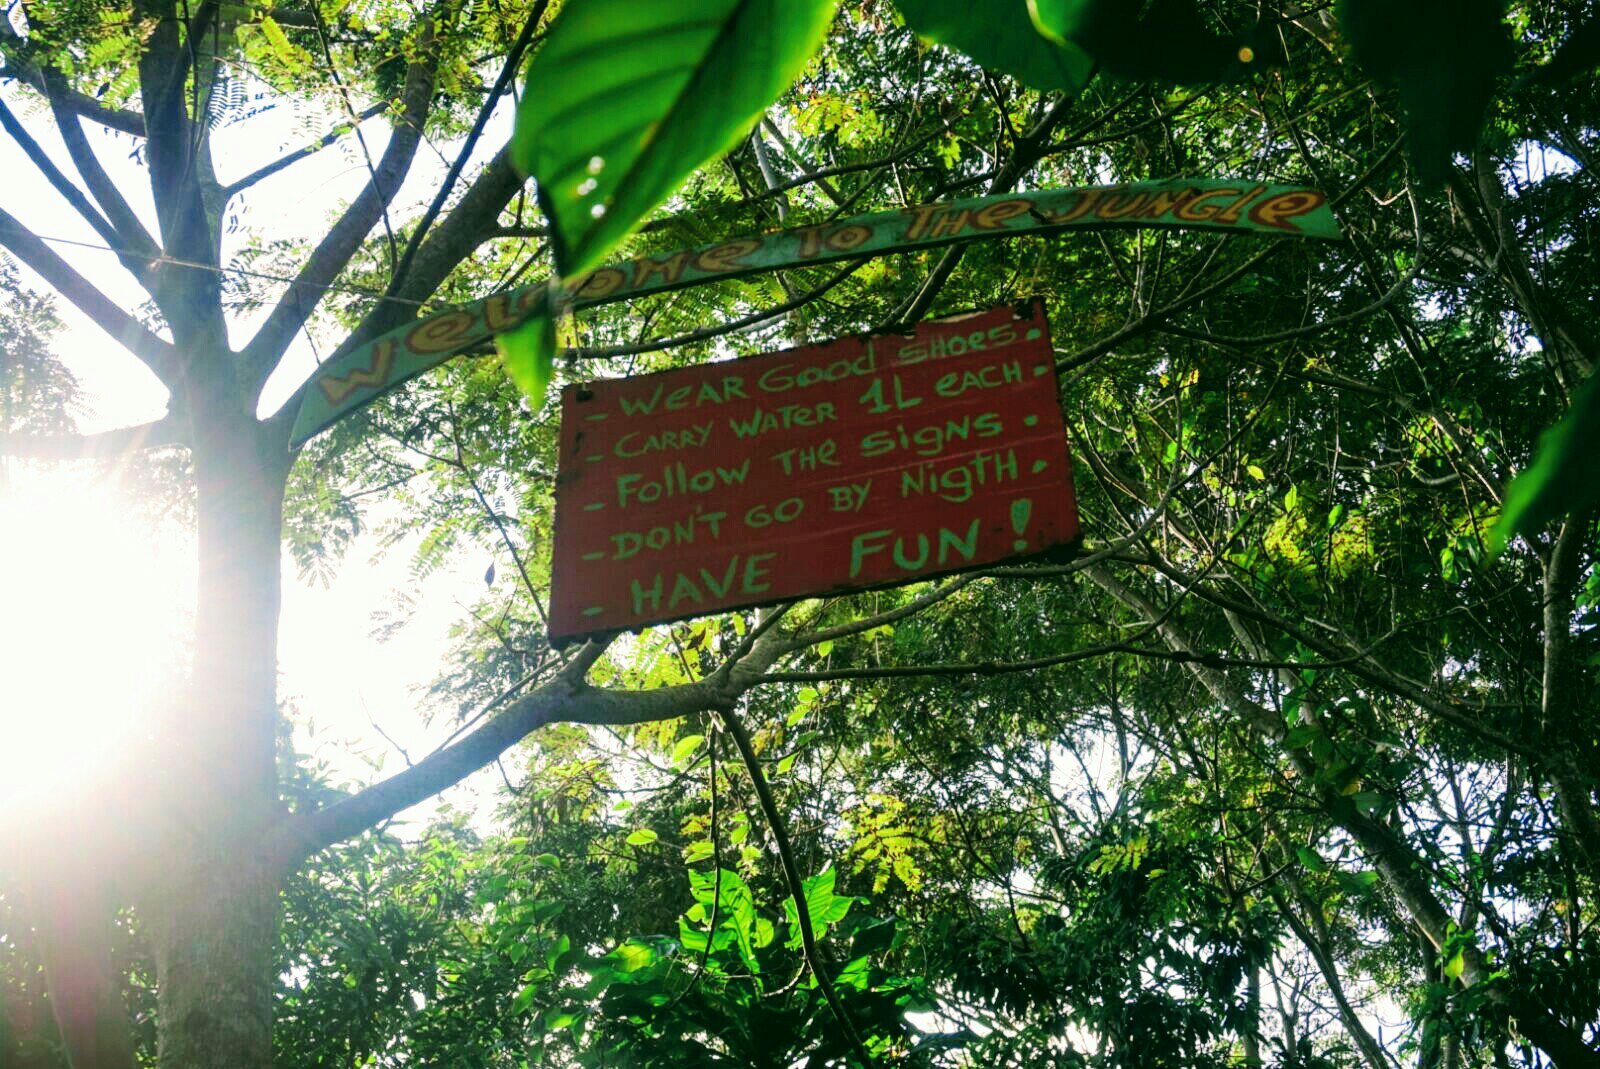 WELCOME TO THE JUNGLE
- WEAR GOOD SHOES.
- CARRY WATER 1L EACH.
- FOLLOW THE SIGNS.
- DON'T GO BY NIGTH.
- HAVE FUN!